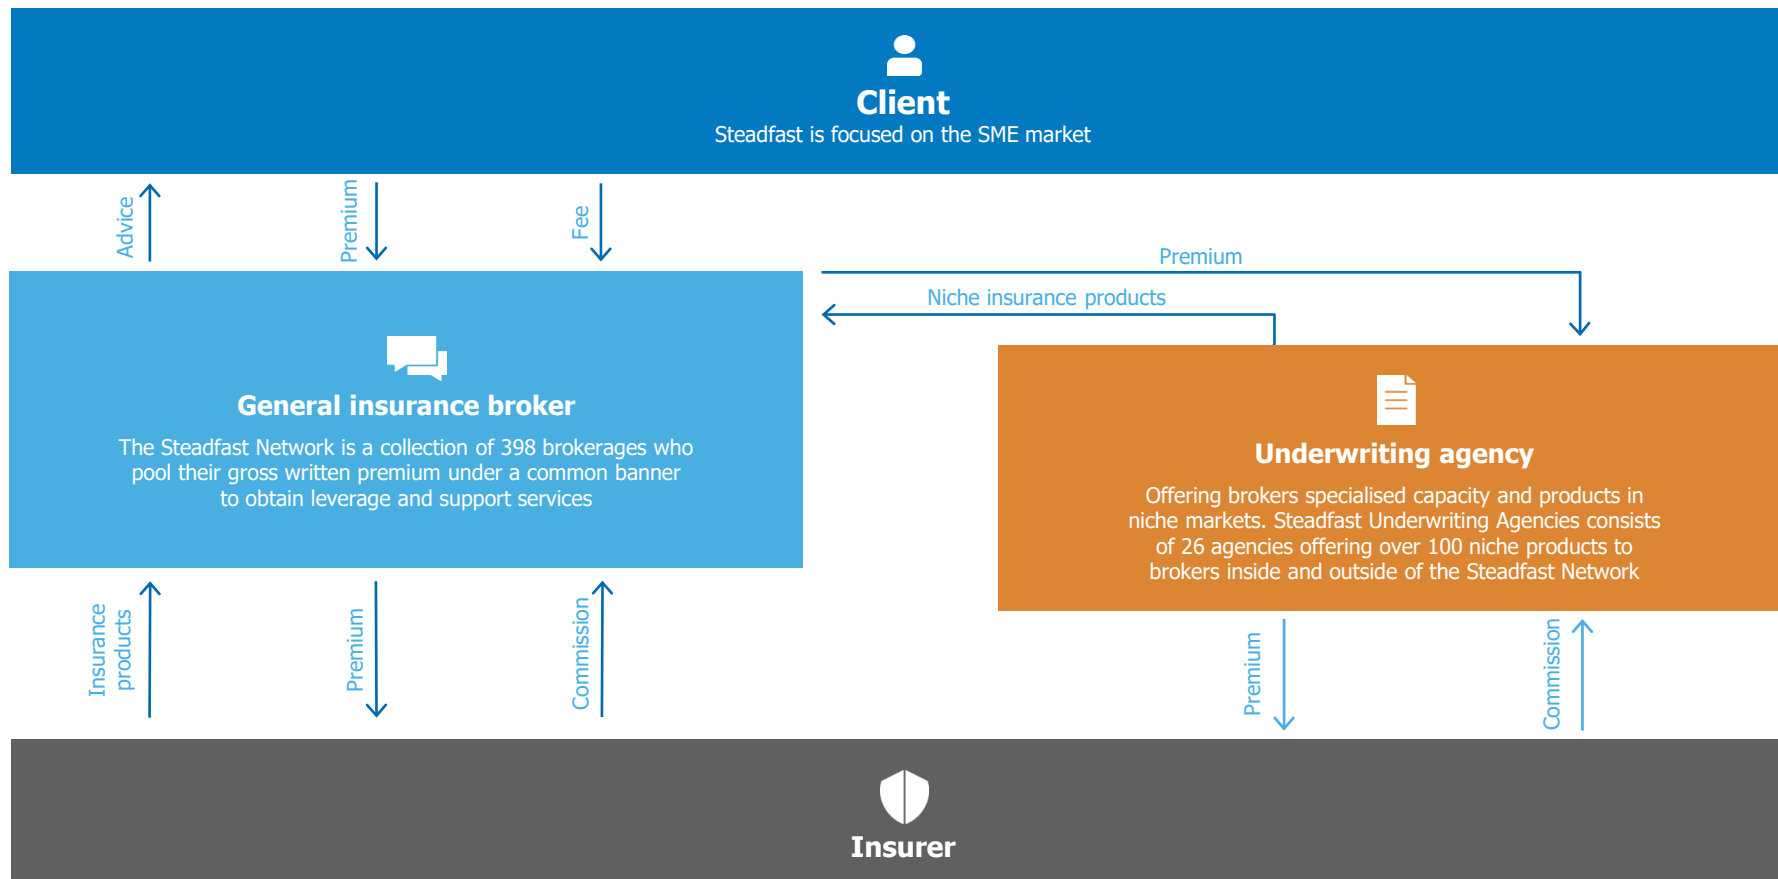 Client
Steadfast is focused on the SME market
Advice
Premium
Fee
Premium
Niche insurance products
General insurance broker
The Steadfast Network is a collection of 398 brokerages who
pool their gross written premium under a common banner
to obtain leverage and support services
Underwriting agency
Offering brokers specialised capacity and products in
niche markets. Steadfast Underwriting Agencies consists
of 26 agencies offering over 100 niche products to
brokers inside and outside of the Steadfast Network
Insurance
products
Premium
Commission
Premium
Commission
Insurer